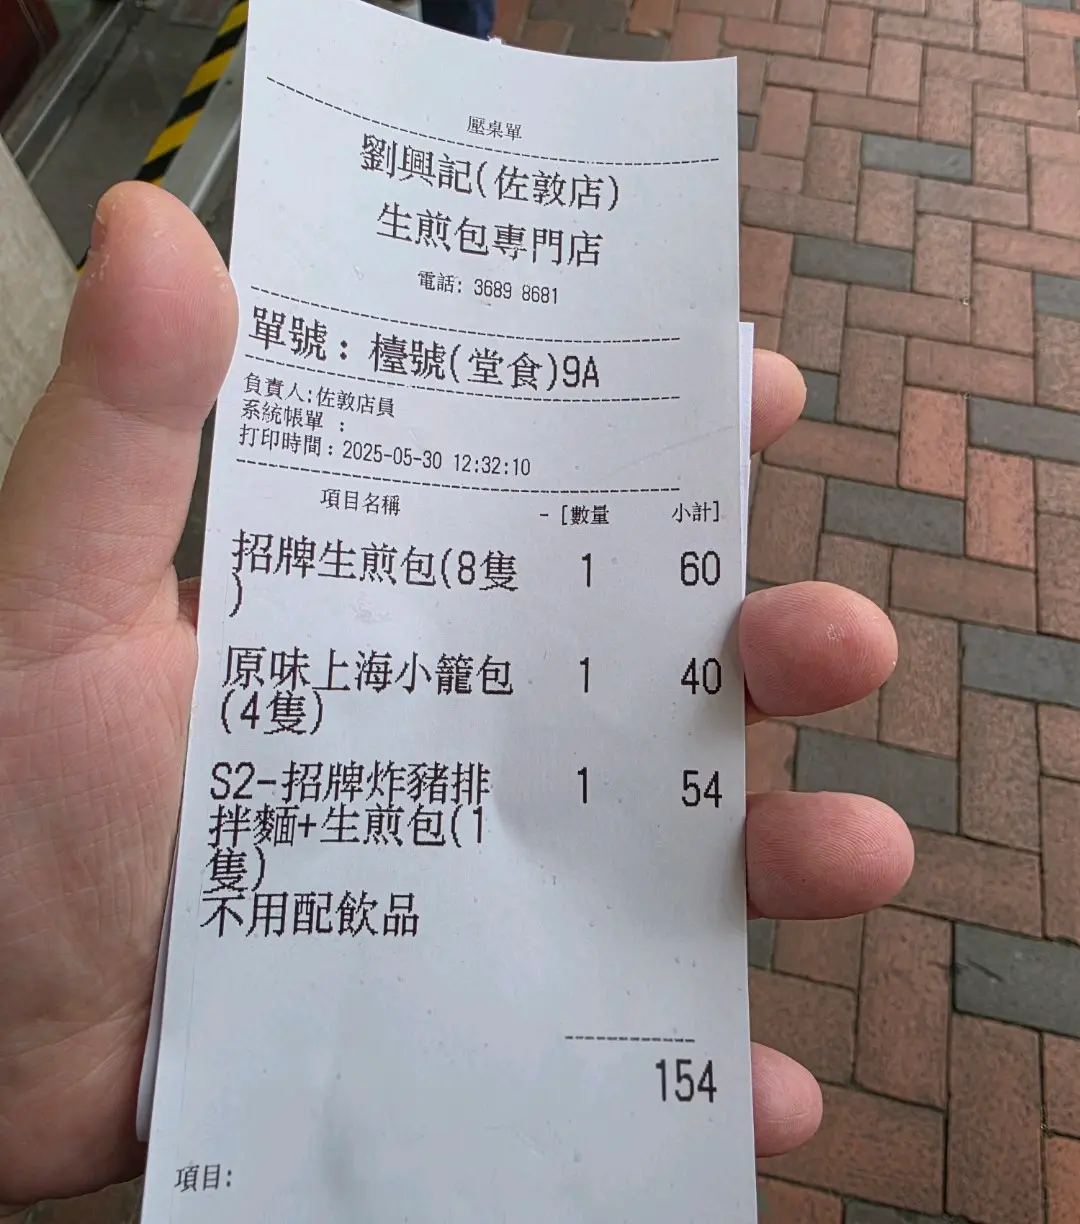 壓桌單
劉興記(佐敦店)
生煎包專門店
電話: 3689 8681
單號：檯號(堂食)9A
負責人:佐敦店員
系統帳單 :
打印時間：2025-05-30 12:32:10
項目名稱 - [數量 小計]
招牌生煎包(8隻 1 60
)
原味上海小籠包 1 40
(4隻)
S2-招牌炸豬排 1 54
拌麵+生煎包(1
隻)
不用配飲品
154
項目: